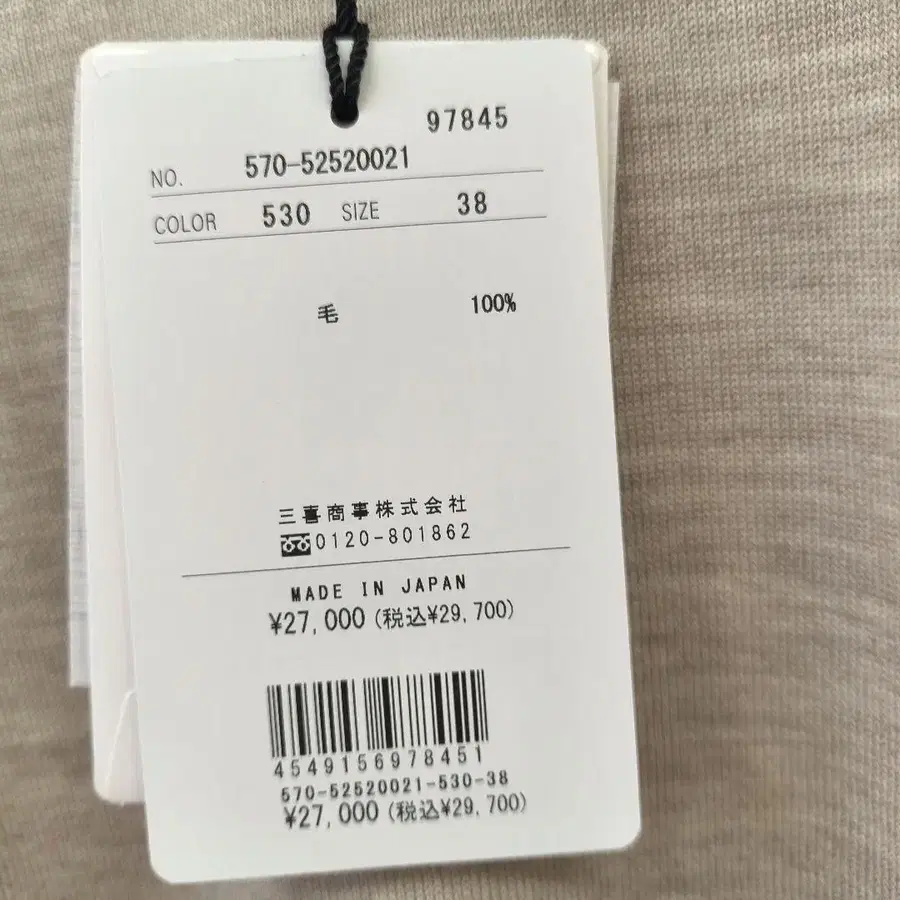 97845
NO. 570-52520021
COLOR 530 SIZE 38
毛 100%
三喜商事株式会社
0120-801862
MADE IN JAPAN
¥27,000 (税込¥29,700)
4549156978451
570-52520021-530-38
¥27,000 (税込¥29,700)